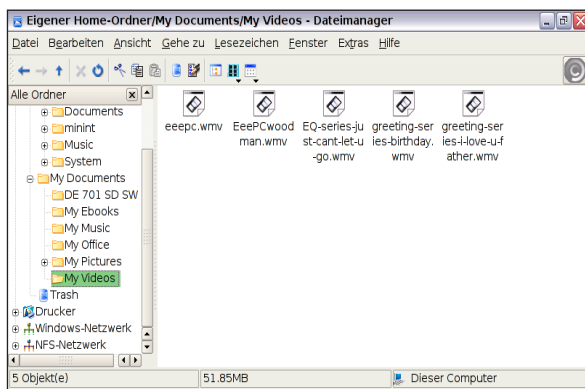 Eigener Home-Ordner/My Documents/My Videos - Dateimanager
Datei Bearbeiten Ansicht Gehe zu Lesezeichen Fenster Extras Hilfe
Alle Ordner
Documents
minint
Music
System
My Documents
DE 701 SD SW
My Ebooks
My Music
My Office
My Pictures
My Videos
Trash
Drucker
Windows-Netzwerk
NFS-Netzwerk
eeepc.wmv
EeePCwood
man.wmv
EQ-series-ju
st-cant-let-u
-go.wmv
greeting-ser
ies-birthday.
wmv
greeting-ser
ies-i-love-u-f
ather.wmv
5 Objekt(e) 51.85MB Dieser Computer